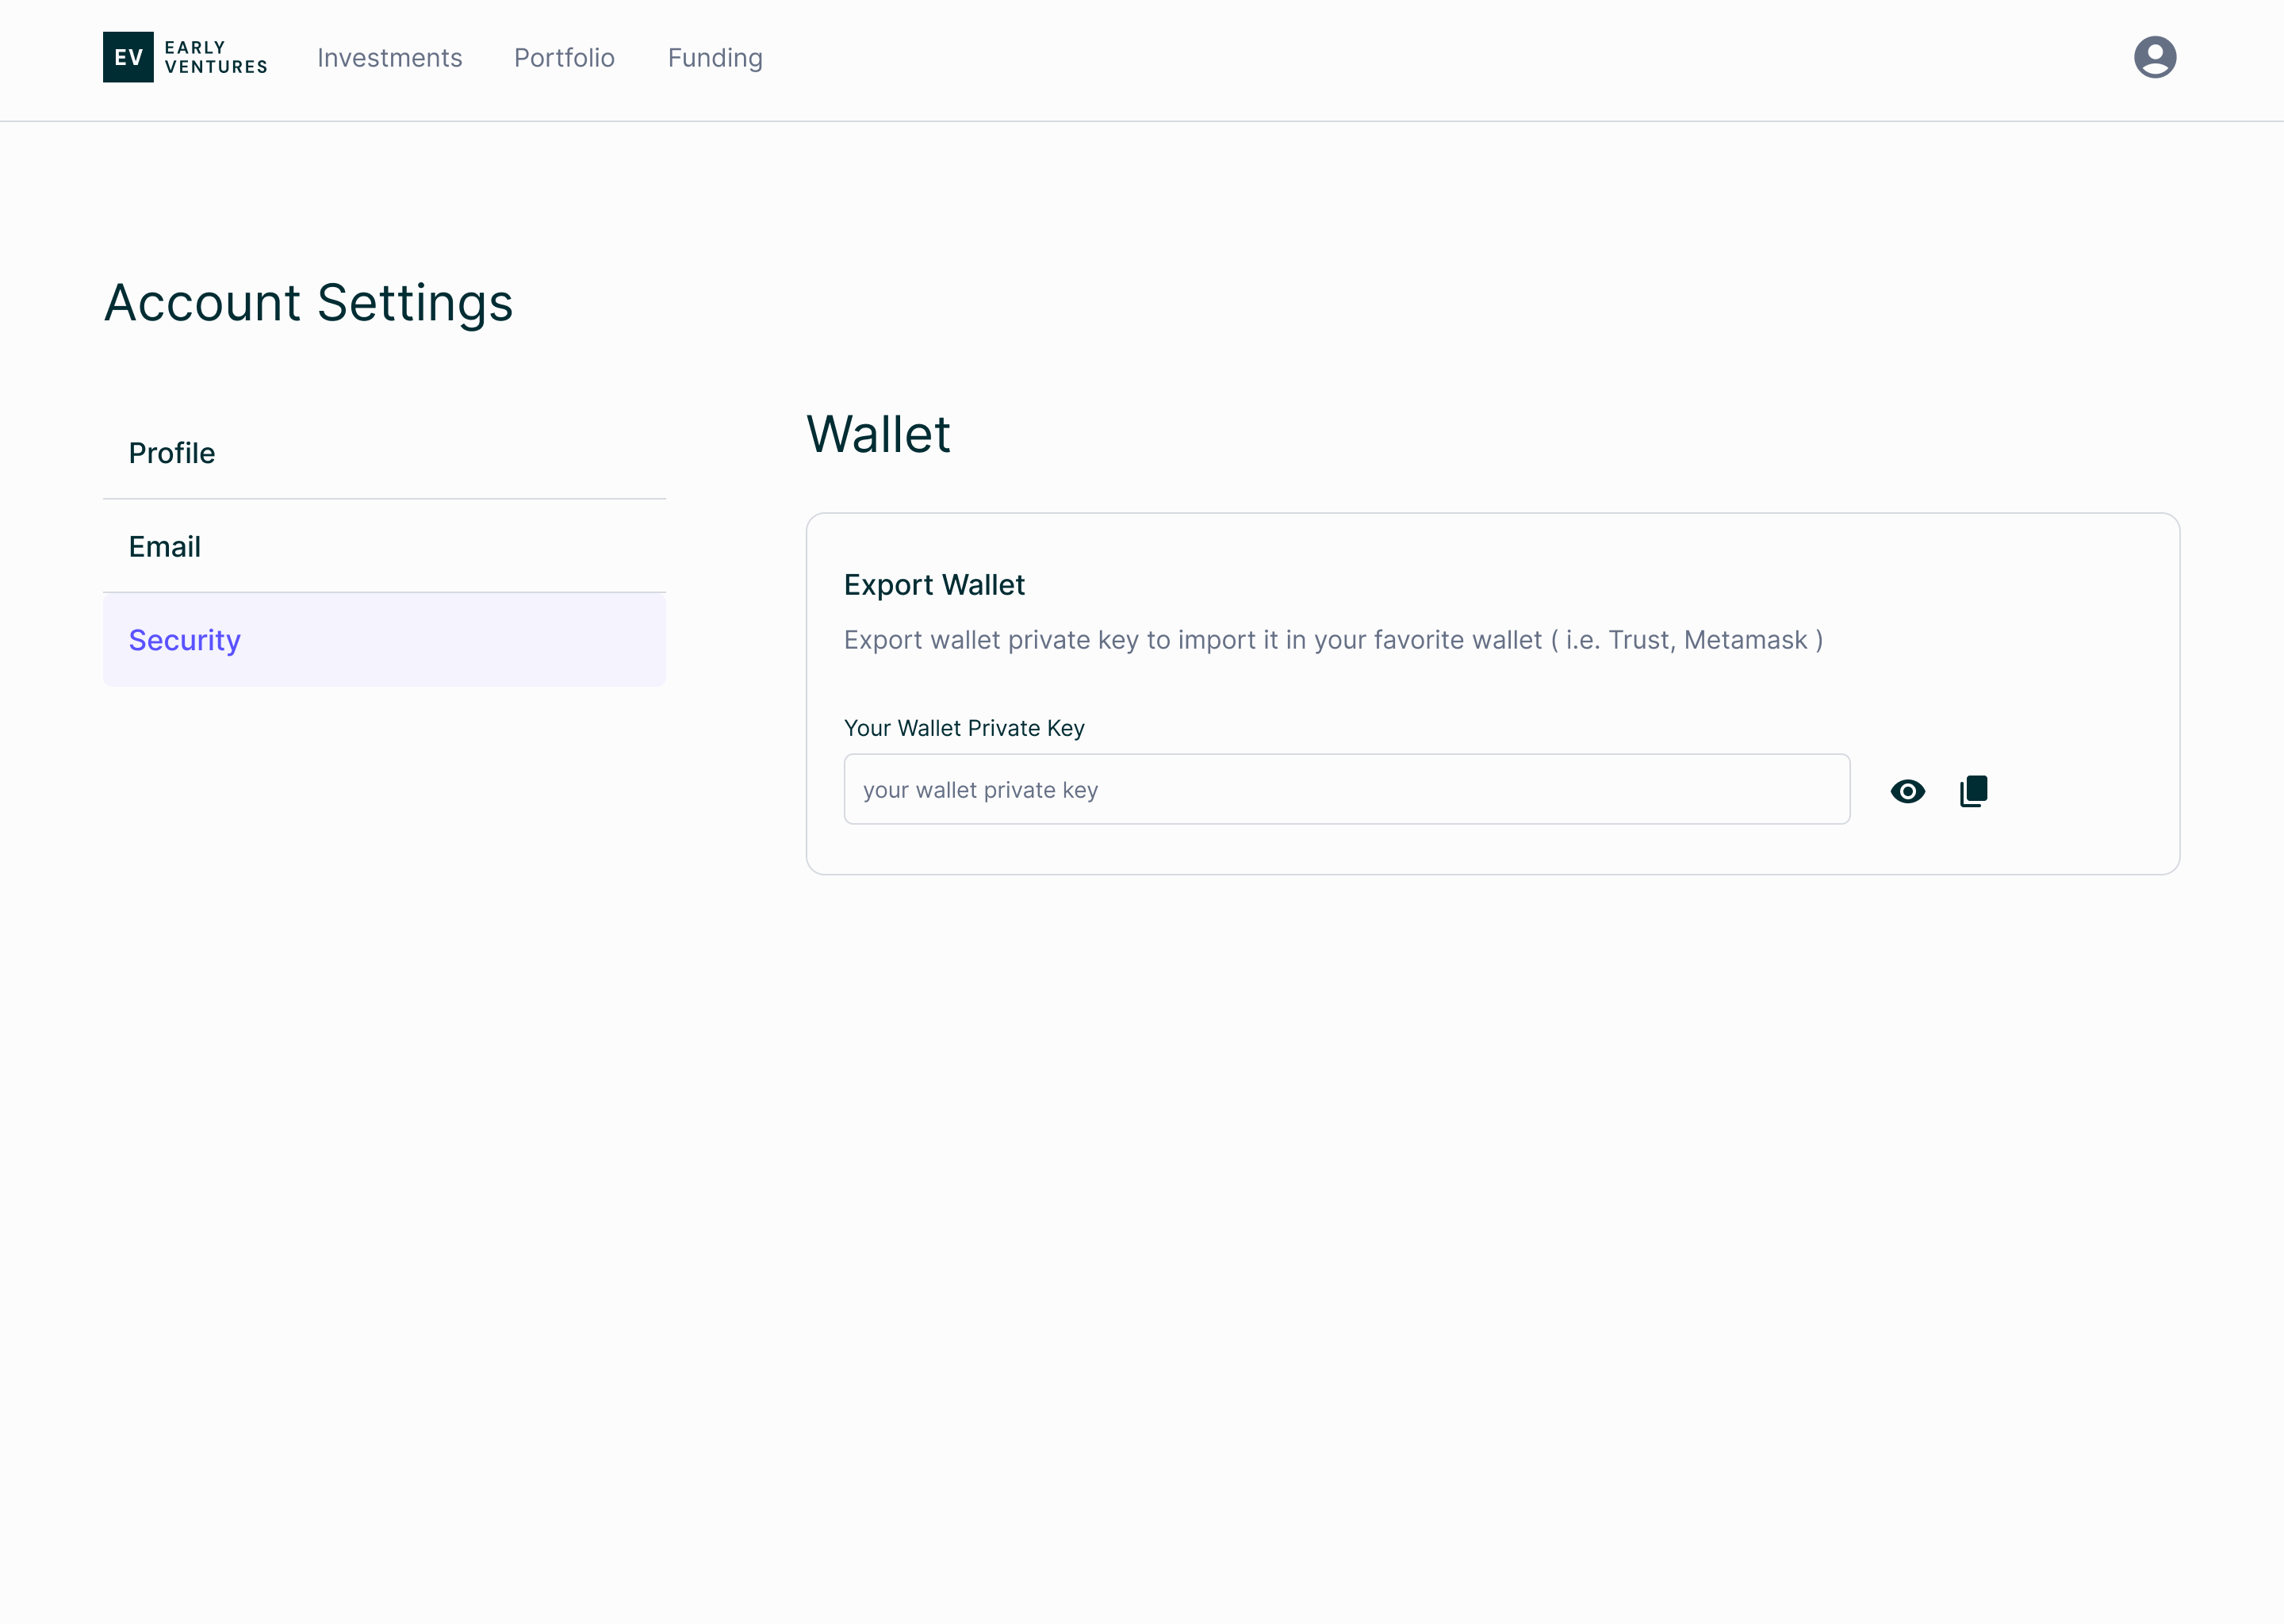 EV
EARLY
VENTURES
Investments
Portfolio
Funding
Account Settings
Profile
Email
Security
Wallet
Export Wallet
Export wallet private key to import it in your favorite wallet ( i.e. Trust, Metamask )
Your Wallet Private Key
your wallet private key